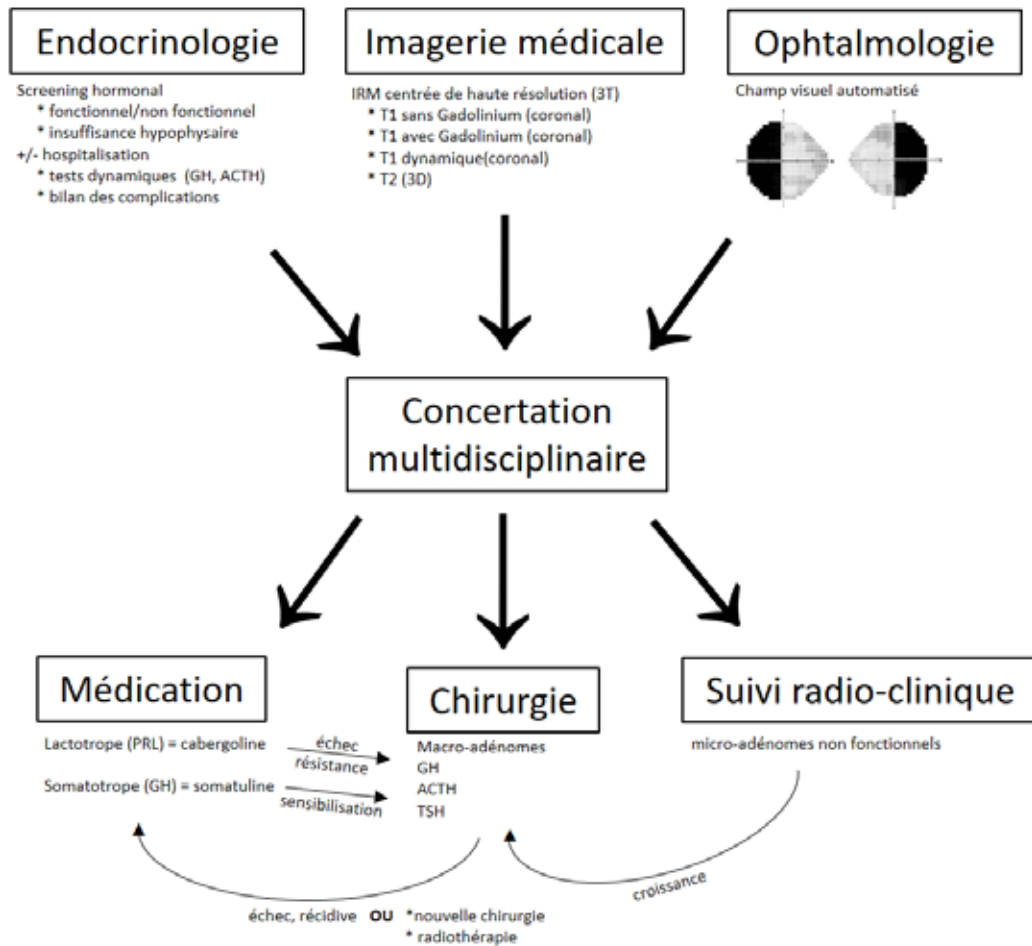 Endocrinologie
Screening hormonal
* fonctionnel/non fonctionnel
* insuffisance hypophysaire
+/- hospitalisation
* tests dynamiques (GH, ACTH)
* bilan des complications
Imagerie médicale
IRM centrée de haute résolution (3T)
* T1 sans Gadolinium (coronal)
* T1 avec Gadolinium (coronal)
* T1 dynamique(coronal)
* T2 (3D)
Ophtalmologie
Champ visuel automatisé
Concertation
multidisciplinaire
Médication
Lactotrope (PRL) = cabergoline
Somatotrope (GH) = somatuline
échec
résistance
sensibilisation
Chirurgie
Macro-adénomes
GH
ACTH
TSH
Suivi radio-clinique
micro-adénomes non fonctionnels
croissance
échec, récidive OU *nouvelle chirurgie
* radiothérapie